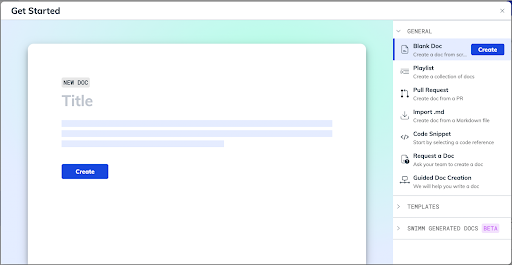 Get Started
NEW DOC
Title
Create
GENERAL
Blank Doc
Create a doc from scr...
Create
Playlist
Create a collection of docs
Pull Request
Create doc from a PR
Import .md
Create doc from a Markdown file
Code Snippet
Start by selecting a code reference
Request a Doc
Ask your team to create a doc
Guided Doc Creation
We will help you write a doc
TEMPLATES
SWIMM GENERATED DOCS BETA